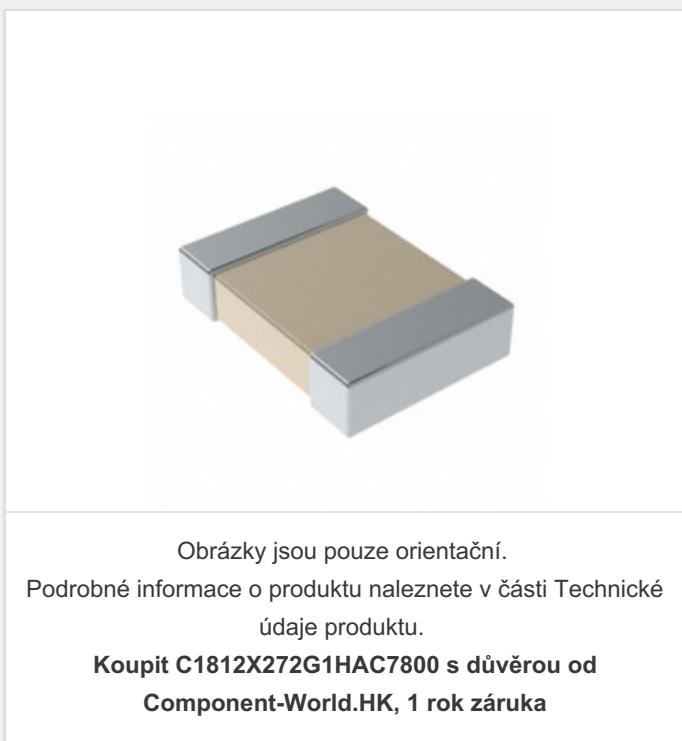 Obrázky jsou pouze orientační.
Podrobné informace o produktu naleznete v části Technické
údaje produktu.
Koupit C1812X272G1HAC7800 s důvěrou od
Component-World.HK, 1 rok záruka